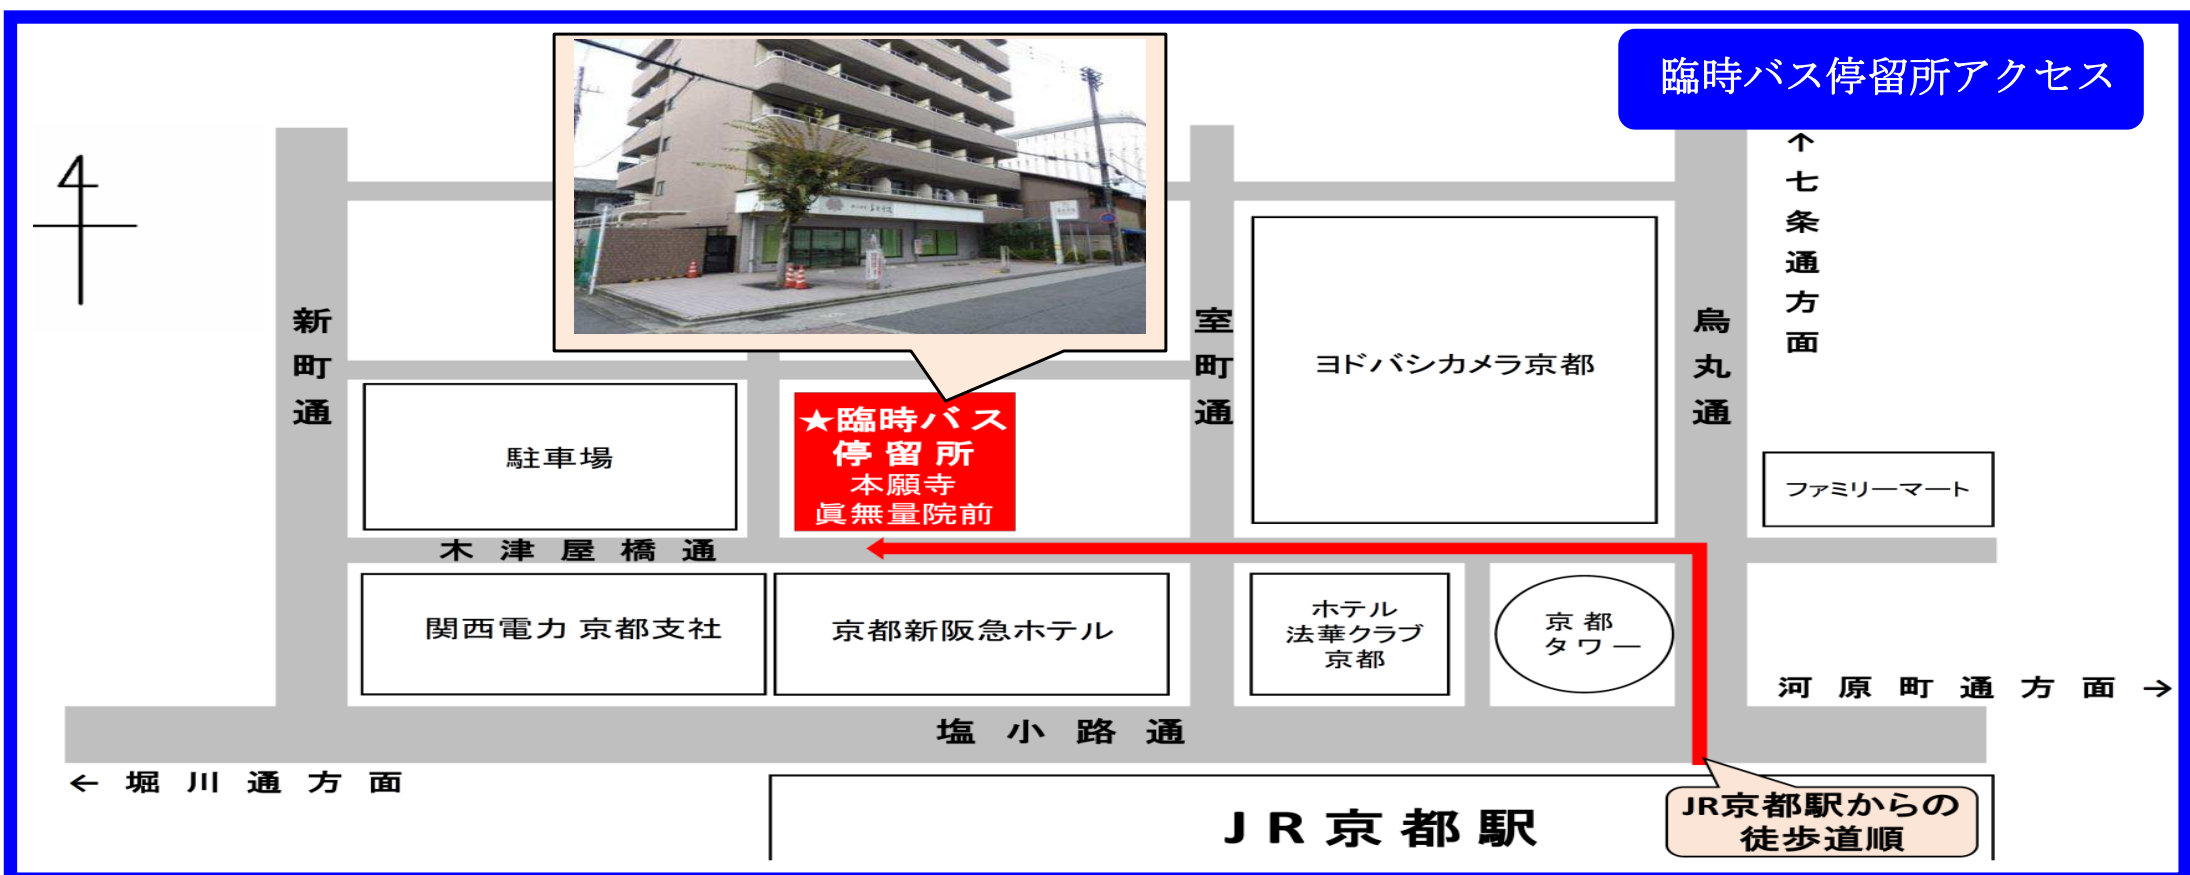 臨時バス停留所アクセス
↑七条通方面
新町通
室町通
烏丸通
ヨドバシカメラ京都
★臨時バス
停留所
本願寺
眞無量院前
駐車場
ファミリーマート
木津屋橋通
関西電力 京都支社
京都新阪急ホテル
ホテル
法華クラブ
京都
京都
タワー
河原町通方面→
塩小路通
←堀川通方面
JR京都駅
JR京都駅からの
徒歩道順